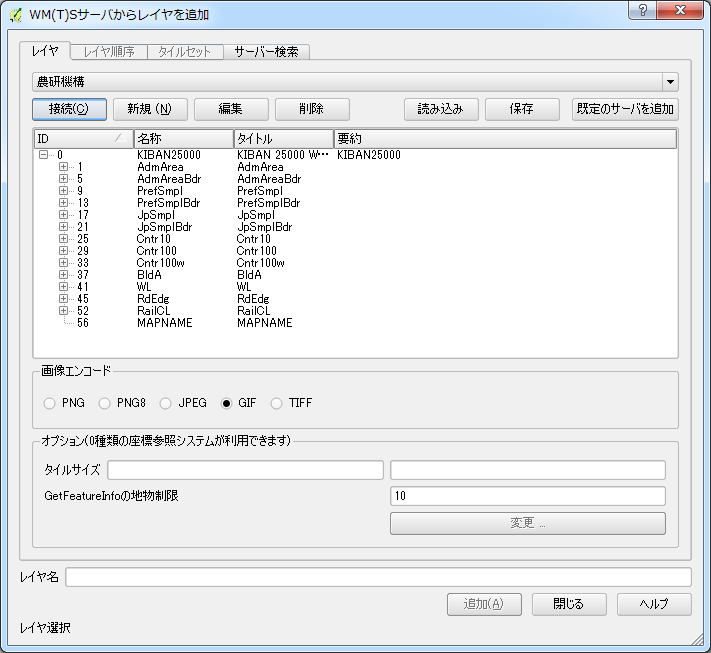 WM(T)Sサーバからレイヤを追加
レイヤ レイヤ順序 タイルセット サーバー検索
農研機構
接続(C) 新規 (N) 編集 削除 読み込み 保存 既定のサーバを追加
ID 名称 タイトル 要約
0 KIBAN25000 KIBAN 25000 W… KIBAN25000
1 AdmArea AdmArea
5 AdmAreaBdr AdmAreaBdr
9 PrefSmpl PrefSmpl
13 PrefSmplBdr PrefSmplBdr
17 JpSmpl JpSmpl
21 JpSmplBdr JpSmplBdr
25 Cntr10 Cntr10
29 Cntr100 Cntr100
33 Cntr100w Cntr100w
37 BldA BldA
41 WL WL
45 RdEdg RdEdg
52 RailCL RailCL
56 MAPNAME MAPNAME
画像エンコード
PNG PNG8 JPEG GIF TIFF
オプション(0種類の座標参照システムが利用できます)
タイルサイズ
GetFeatureInfoの地物制限 10
変更 ...
レイヤ名
追加(A) 閉じる ヘルプ
レイヤ選択